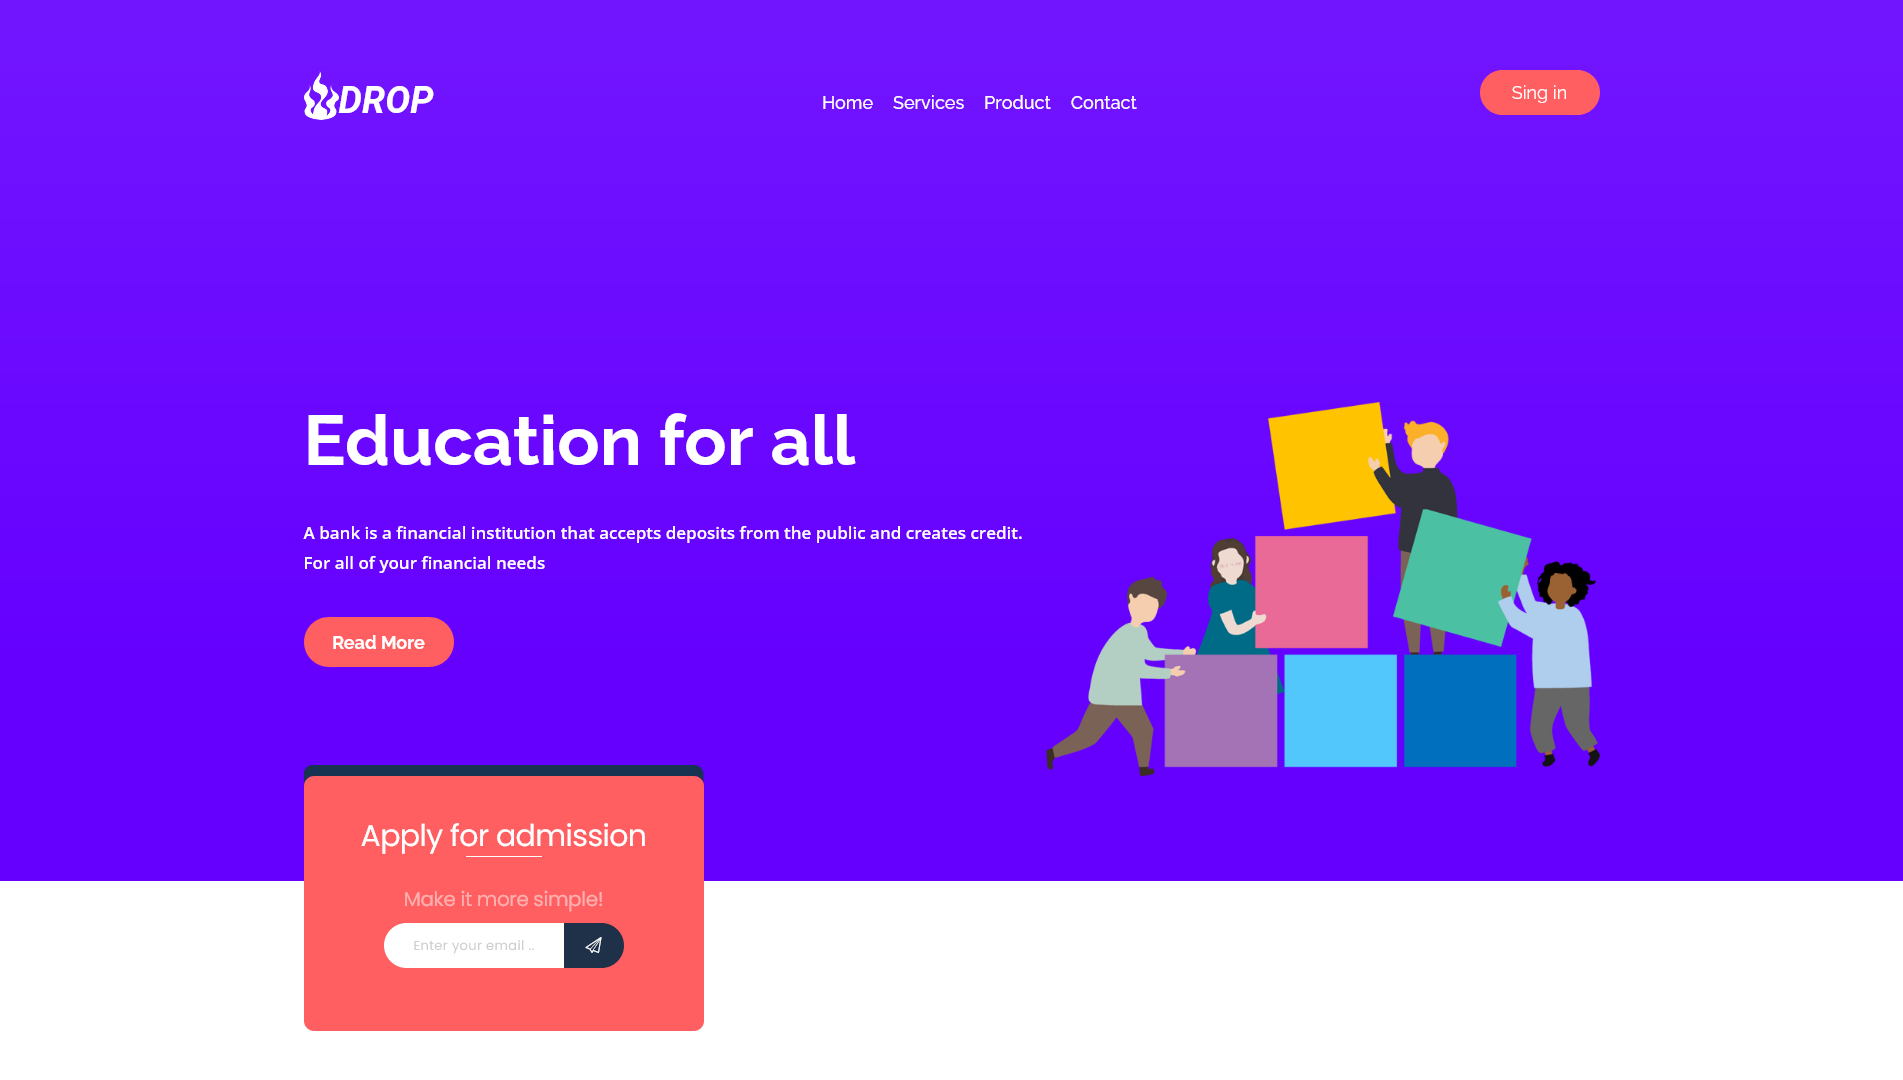 DROP
Home Services Product Contact
Sing in
Education for all
A bank is a financial institution that accepts deposits from the public and creates credit.
For all of your financial needs
Read More
Apply for admission
Make it more simple!
Enter your email ..